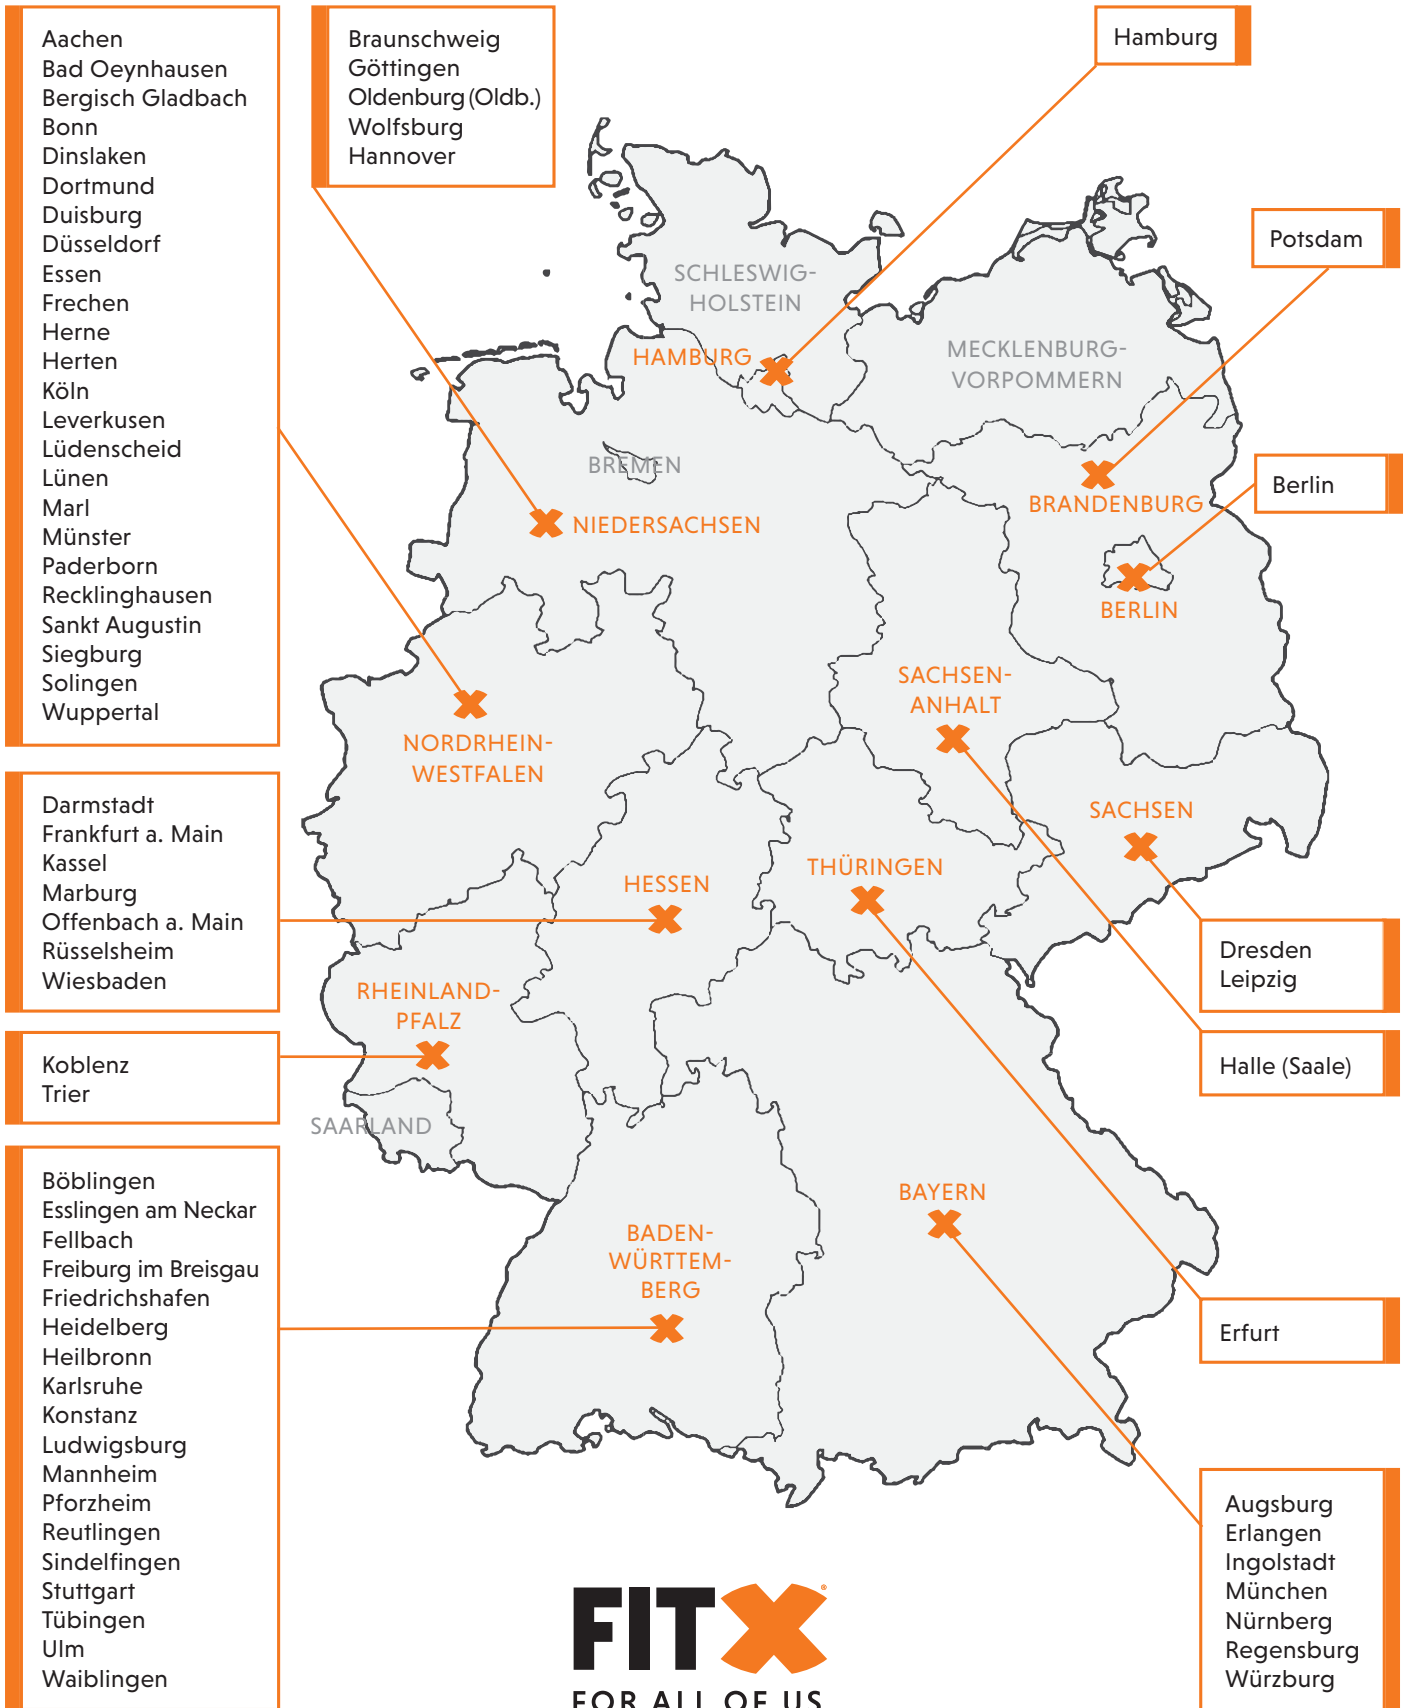 Aachen
Bad Oeynhausen
Bergisch Gladbach
Bonn
Dinslaken
Dortmund
Duisburg
Düsseldorf
Essen
Frechen
Herne
Herten
Köln
Leverkusen
Lüdenscheid
Lünen
Marl
Münster
Paderborn
Recklinghausen
Sankt Augustin
Siegburg
Solingen
Wuppertal
Braunschweig
Göttingen
Oldenburg (Oldb.)
Wolfsburg
Hannover
Hamburg
Potsdam
Berlin
SCHLESWIG-
HOLSTEIN
HAMBURG
MECKLENBURG-
VORPOMMERN
BREMEN
NIEDERSACHSEN
BRANDENBURG
BERLIN
SACHSEN-
ANHALT
NORDRHEIN-
WESTFALEN
SACHSEN
THÜRINGEN
HESSEN
RHEINLAND-
PFALZ
SAARLAND
BAYERN
BADEN-
WÜRTTEM-
BERG
Darmstadt
Frankfurt a. Main
Kassel
Marburg
Offenbach a. Main
Rüsselsheim
Wiesbaden
Koblenz
Trier
Böblingen
Esslingen am Neckar
Fellbach
Freiburg im Breisgau
Friedrichshafen
Heidelberg
Heilbronn
Karlsruhe
Konstanz
Ludwigsburg
Mannheim
Pforzheim
Reutlingen
Sindelfingen
Stuttgart
Tübingen
Ulm
Waiblingen
Dresden
Leipzig
Halle (Saale)
Erfurt
Augsburg
Erlangen
Ingolstadt
München
Nürnberg
Regensburg
Würzburg
FITX®
FOR ALL OF US